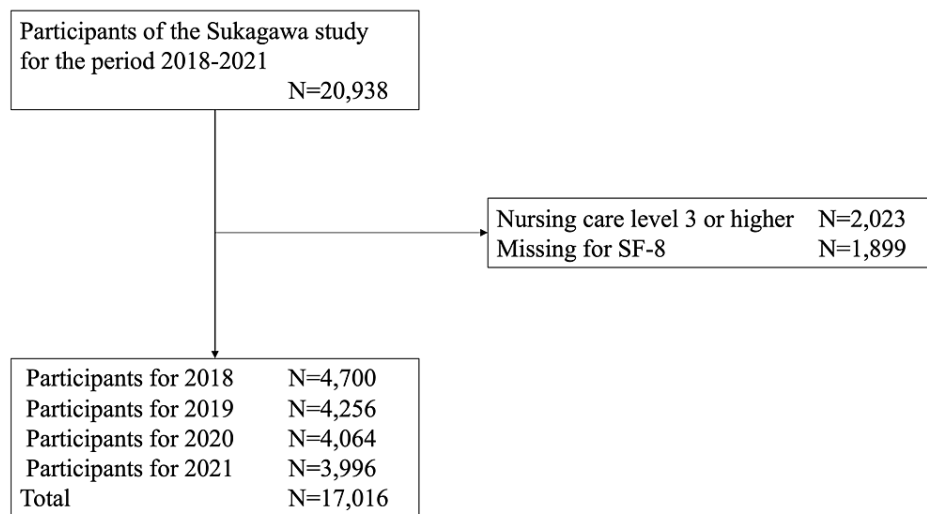 Participants of the Sukagawa study
for the period 2018-2021
N=20,938
Nursing care level 3 or higher N=2,023
Missing for SF-8 N=1,899
Participants for 2018 N=4,700
Participants for 2019 N=4,256
Participants for 2020 N=4,064
Participants for 2021 N=3,996
Total N=17,016